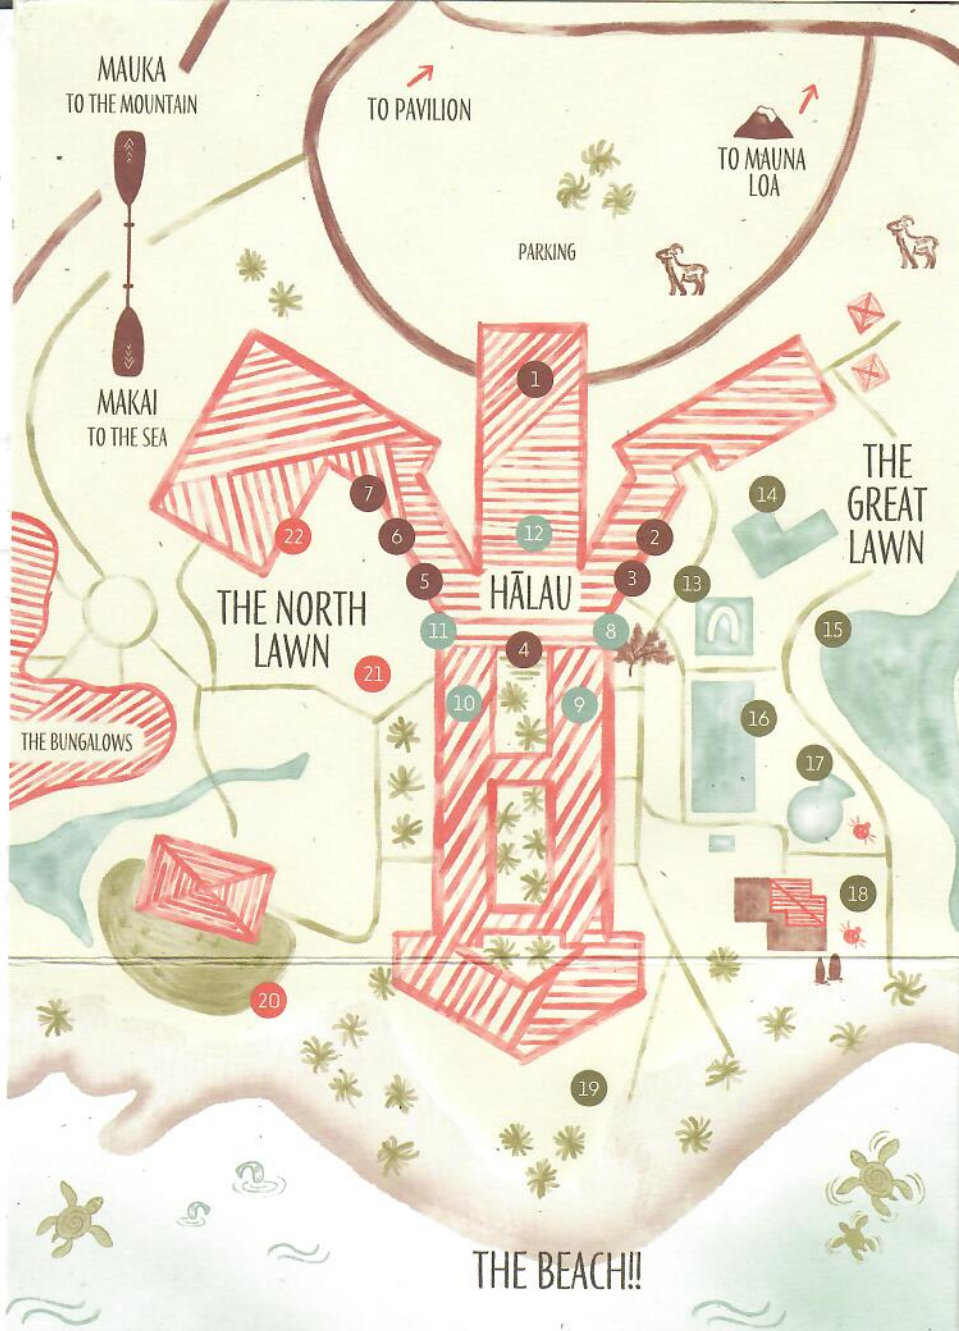 MAUKA
TO THE MOUNTAIN
TO PAVILION
TO MAUNA
LOA
PARKING
MAKAI
TO THE SEA
1
THE
GREAT
LAWN
7
14
22
6
12
2
5
HĀLAU
3
13
THE NORTH
LAWN
11
4
8
15
21
10
9
16
THE BUNGALOWS
17
18
20
19
THE BEACH!!